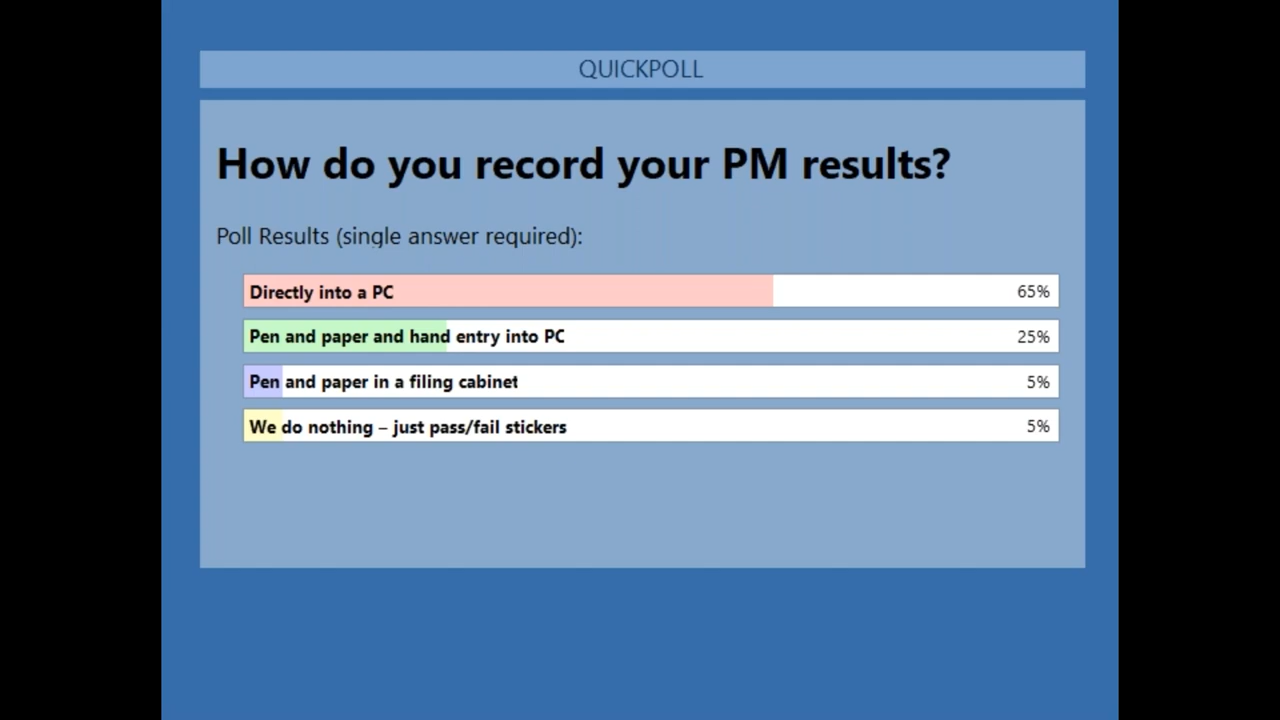 QUICKPOLL
How do you record your PM results?
Poll Results (single answer required):
Directly into a PC 65%
Pen and paper and hand entry into PC 25%
Pen and paper in a filing cabinet 5%
We do nothing – just pass/fail stickers 5%